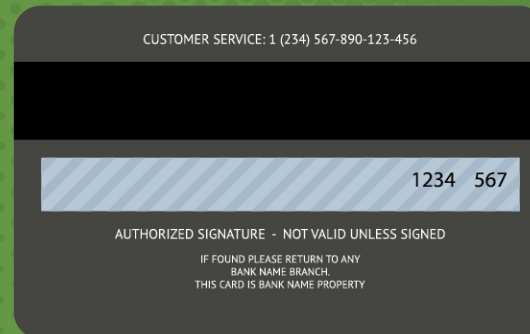 CUSTOMER SERVICE: 1 (234) 567-890-123-456
1234 567
AUTHORIZED SIGNATURE - NOT VALID UNLESS SIGNED
IF FOUND PLEASE RETURN TO ANY
BANK NAME BRANCH.
THIS CARD IS BANK NAME PROPERTY